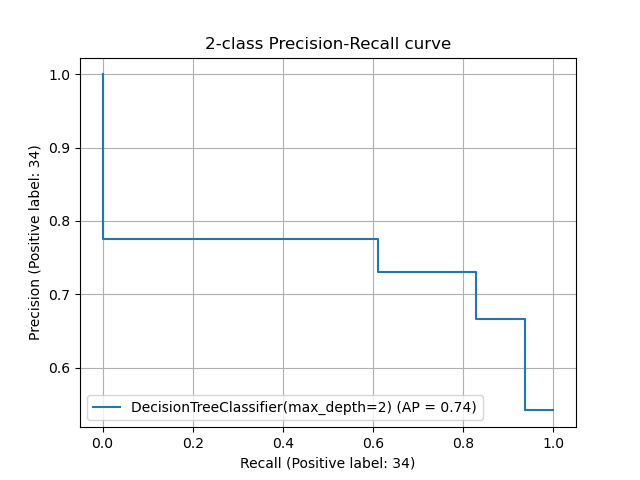 2-class Precision-Recall curve
1.0
0.9
0.8
0.7
0.6
Precision (Positive label: 34)
DecisionTreeClassifier(max_depth=2) (AP = 0.74)
0.0 0.2 0.4 0.6 0.8 1.0
Recall (Positive label: 34)